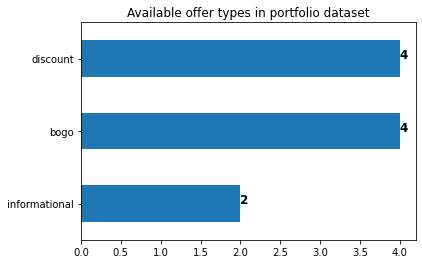 Available offer types in portfolio dataset
discount
4
bogo
4
informational
2
0.0 0.5 1.0 1.5 2.0 2.5 3.0 3.5 4.0